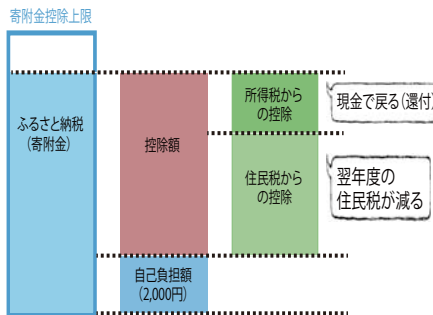 寄附金控除上限
ふるさと納税
(寄附金)
控除額
自己負担額
(2,000円)
所得税から
の控除
住民税から
の控除
現金で戻る(還付)
翌年度の
住民税が減る